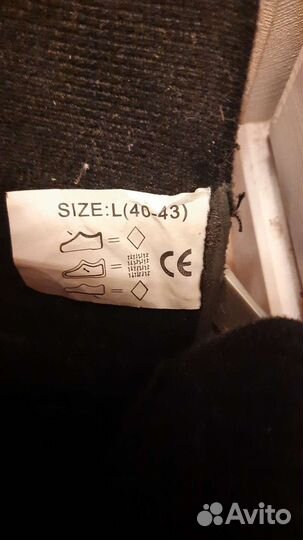 SIZE:L(40-43)
=
=
=
CE
Avito